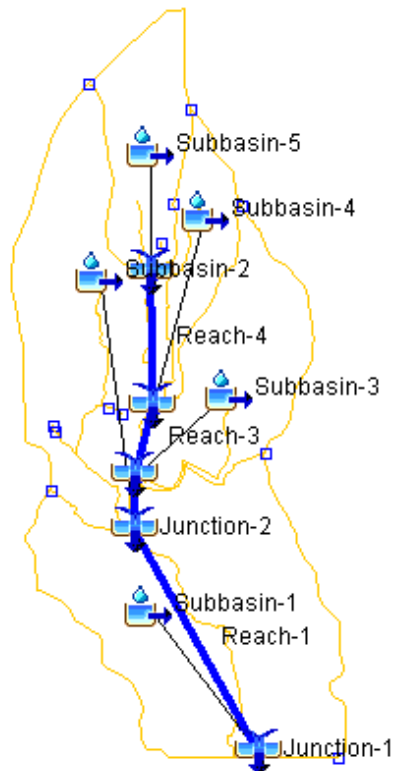 Subbasin-5
Subbasin-4
Subbasin-2
Reach-4
Subbasin-3
Reach-3
Junction-2
Subbasin-1
Reach-1
Junction-1